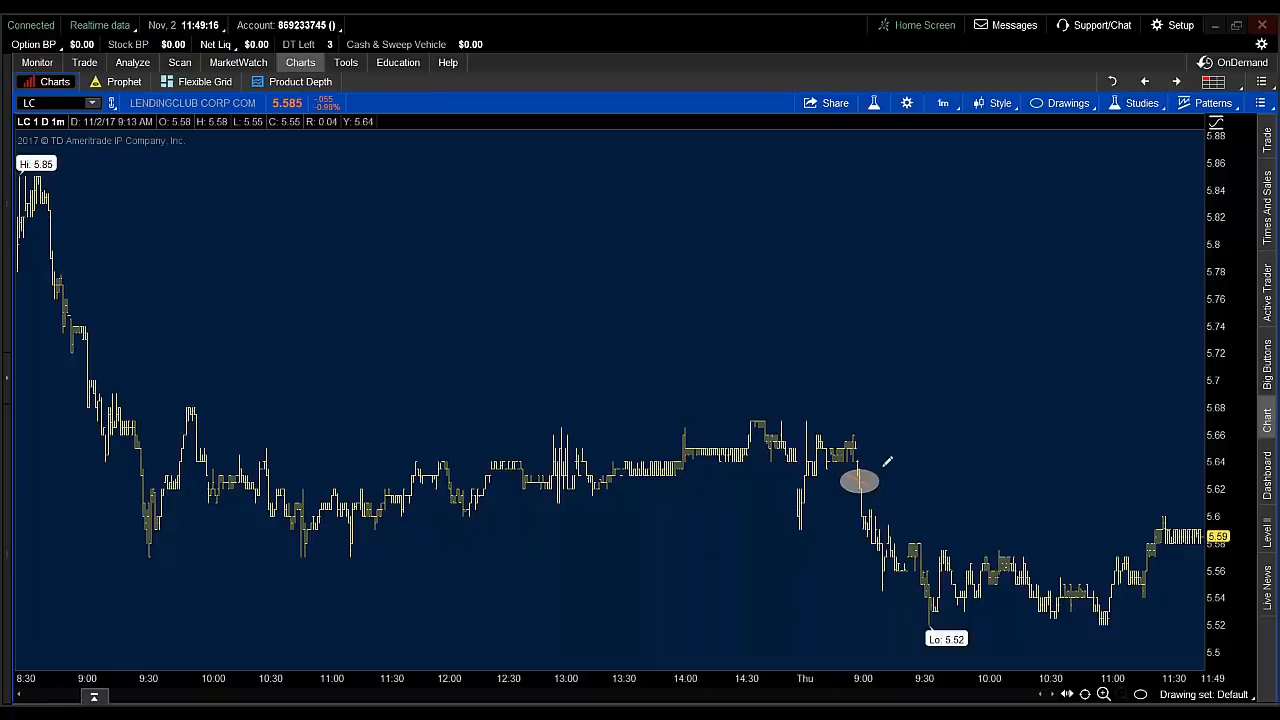 Connected Realtime data Nov, 2 11:49:16 Account: 869233745 () Home Screen Messages Support/Chat Setup
Option BP $0.00 Stock BP $0.00 Net Liq $0.00 DT Left 3 Cash & Sweep Vehicle $0.00
Monitor Trade Analyze Scan MarketWatch Charts Tools Education Help OnDemand
Charts Prophet Flexible Grid Product Depth
LC LENDINGCLUB CORP COM 5.585 -.055 -0.98% Share 1m Style Drawings Studies Patterns
LC 1 D 1m D: 11/2/17 9:13 AM O: 5.58 H: 5.58 L: 5.55 C: 5.55 R: 0.04 Y: 5.64
2017 © TD Ameritrade IP Company, Inc.
Hi: 5.85
Lo: 5.52
5.88
5.86
5.84
5.82
5.8
5.78
5.76
5.74
5.72
5.7
5.68
5.66
5.64
5.62
5.6
5.59
5.58
5.56
5.54
5.52
5.5
Trade
Times And Sales
Active Trader
Big Buttons
Chart
Dashboard
Level II
Live News
8:30 9:00 9:30 10:00 10:30 11:00 11:30 12:00 12:30 13:00 13:30 14:00 14:30 Thu 9:00 9:30 10:00 10:30 11:00 11:30 11:49
Drawing set: Default